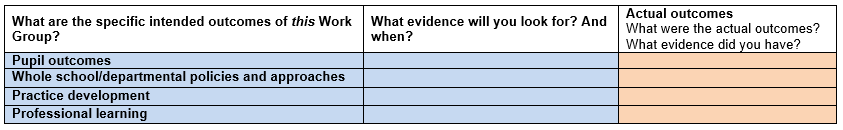 What are the specific intended outcomes of this Work
Group?
What evidence will you look for? And
when?
Actual outcomes
What were the actual outcomes?
What evidence did you have?
Pupil outcomes
Whole school/departmental policies and approaches
Practice development
Professional learning